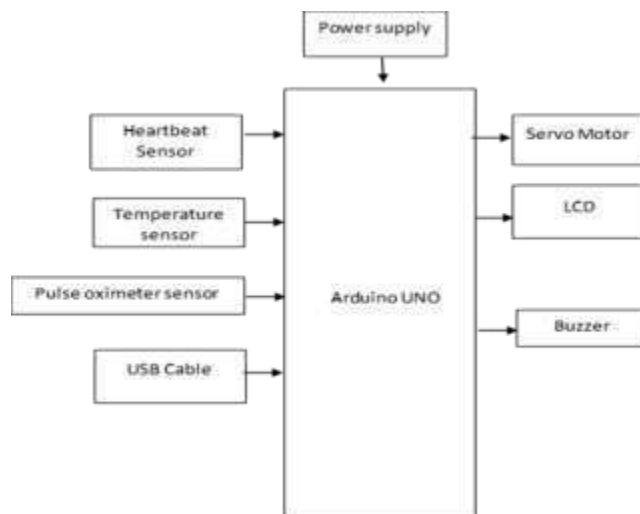 Power supply
Heartbeat
Sensor
Temperature
sensor
Pulse oximeter sensor
USB Cable
Arduino UNO
Servo Motor
LCD
Buzzer